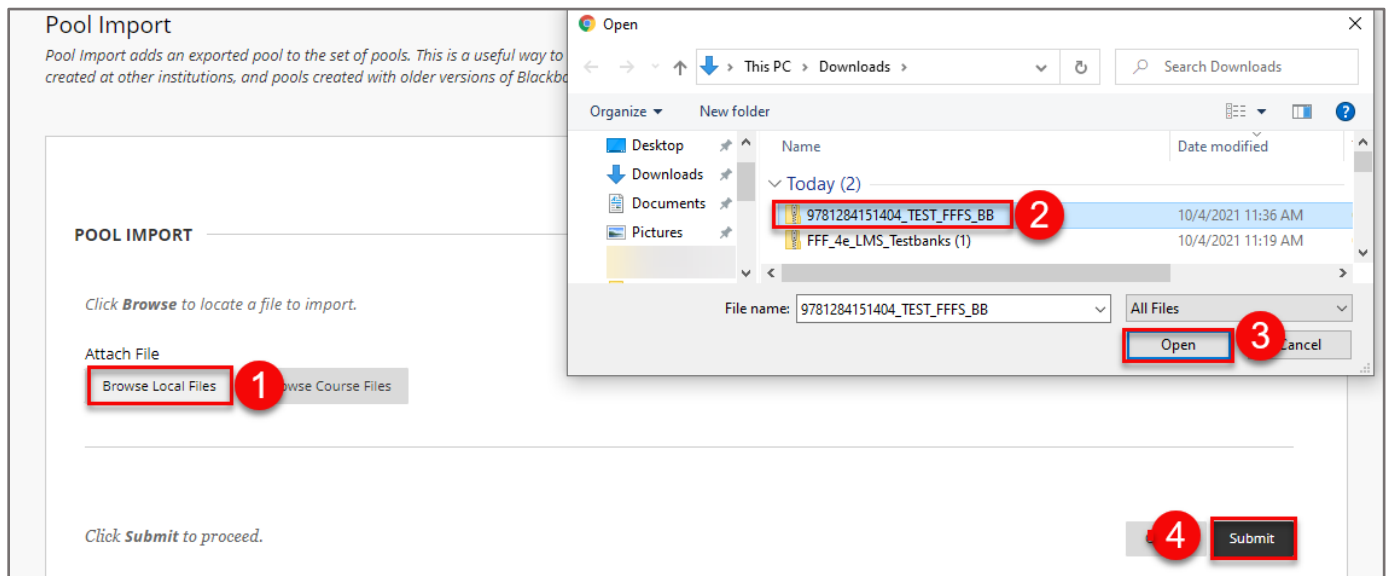 Pool Import
Pool Import adds an exported pool to the set of pools. This is a useful way to
created at other institutions, and pools created with older versions of
POOL IMPORT
Click Browse to locate a file to import.
Attach File
Browse Local Files
1
Course Files
Click Submit to proceed.
4
Submit
Open
This PC > Downloads >
Search Downloads
Organize
New folder
?
Desktop
Downloads
Documents
Pictures
Name
Date modified
Today (2)
9781284151404_TEST_FFFS_BB
2
10/4/2021 11:36 AM
FFF_4e_LMS_Testbanks (1)
10/4/2021 11:19 AM
File name:
9781284151404_TEST_FFFS_BB
All Files
Open
3